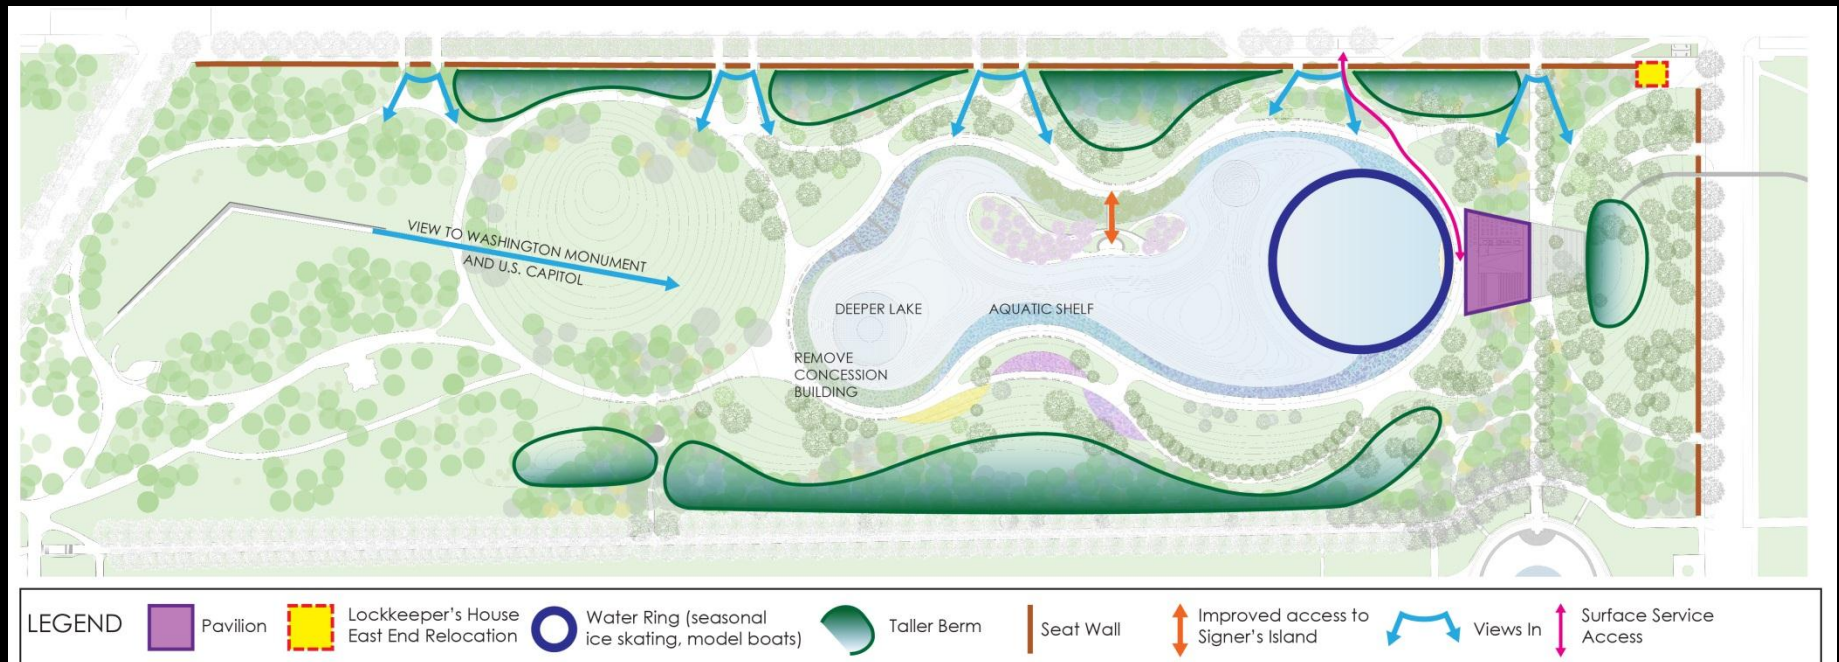 VIEW TO WASHINGTON MONUMENT
AND U.S. CAPITOL
DEEPER LAKE
AQUATIC SHELF
REMOVE
CONCESSION
BUILDING
LEGEND
Pavilion
Lockkeeper's House
East End Relocation
Water Ring (seasonal
ice skating, model boats)
Taller Berm
Seat Wall
Improved access to
Signer's Island
Views In
Surface Service
Access